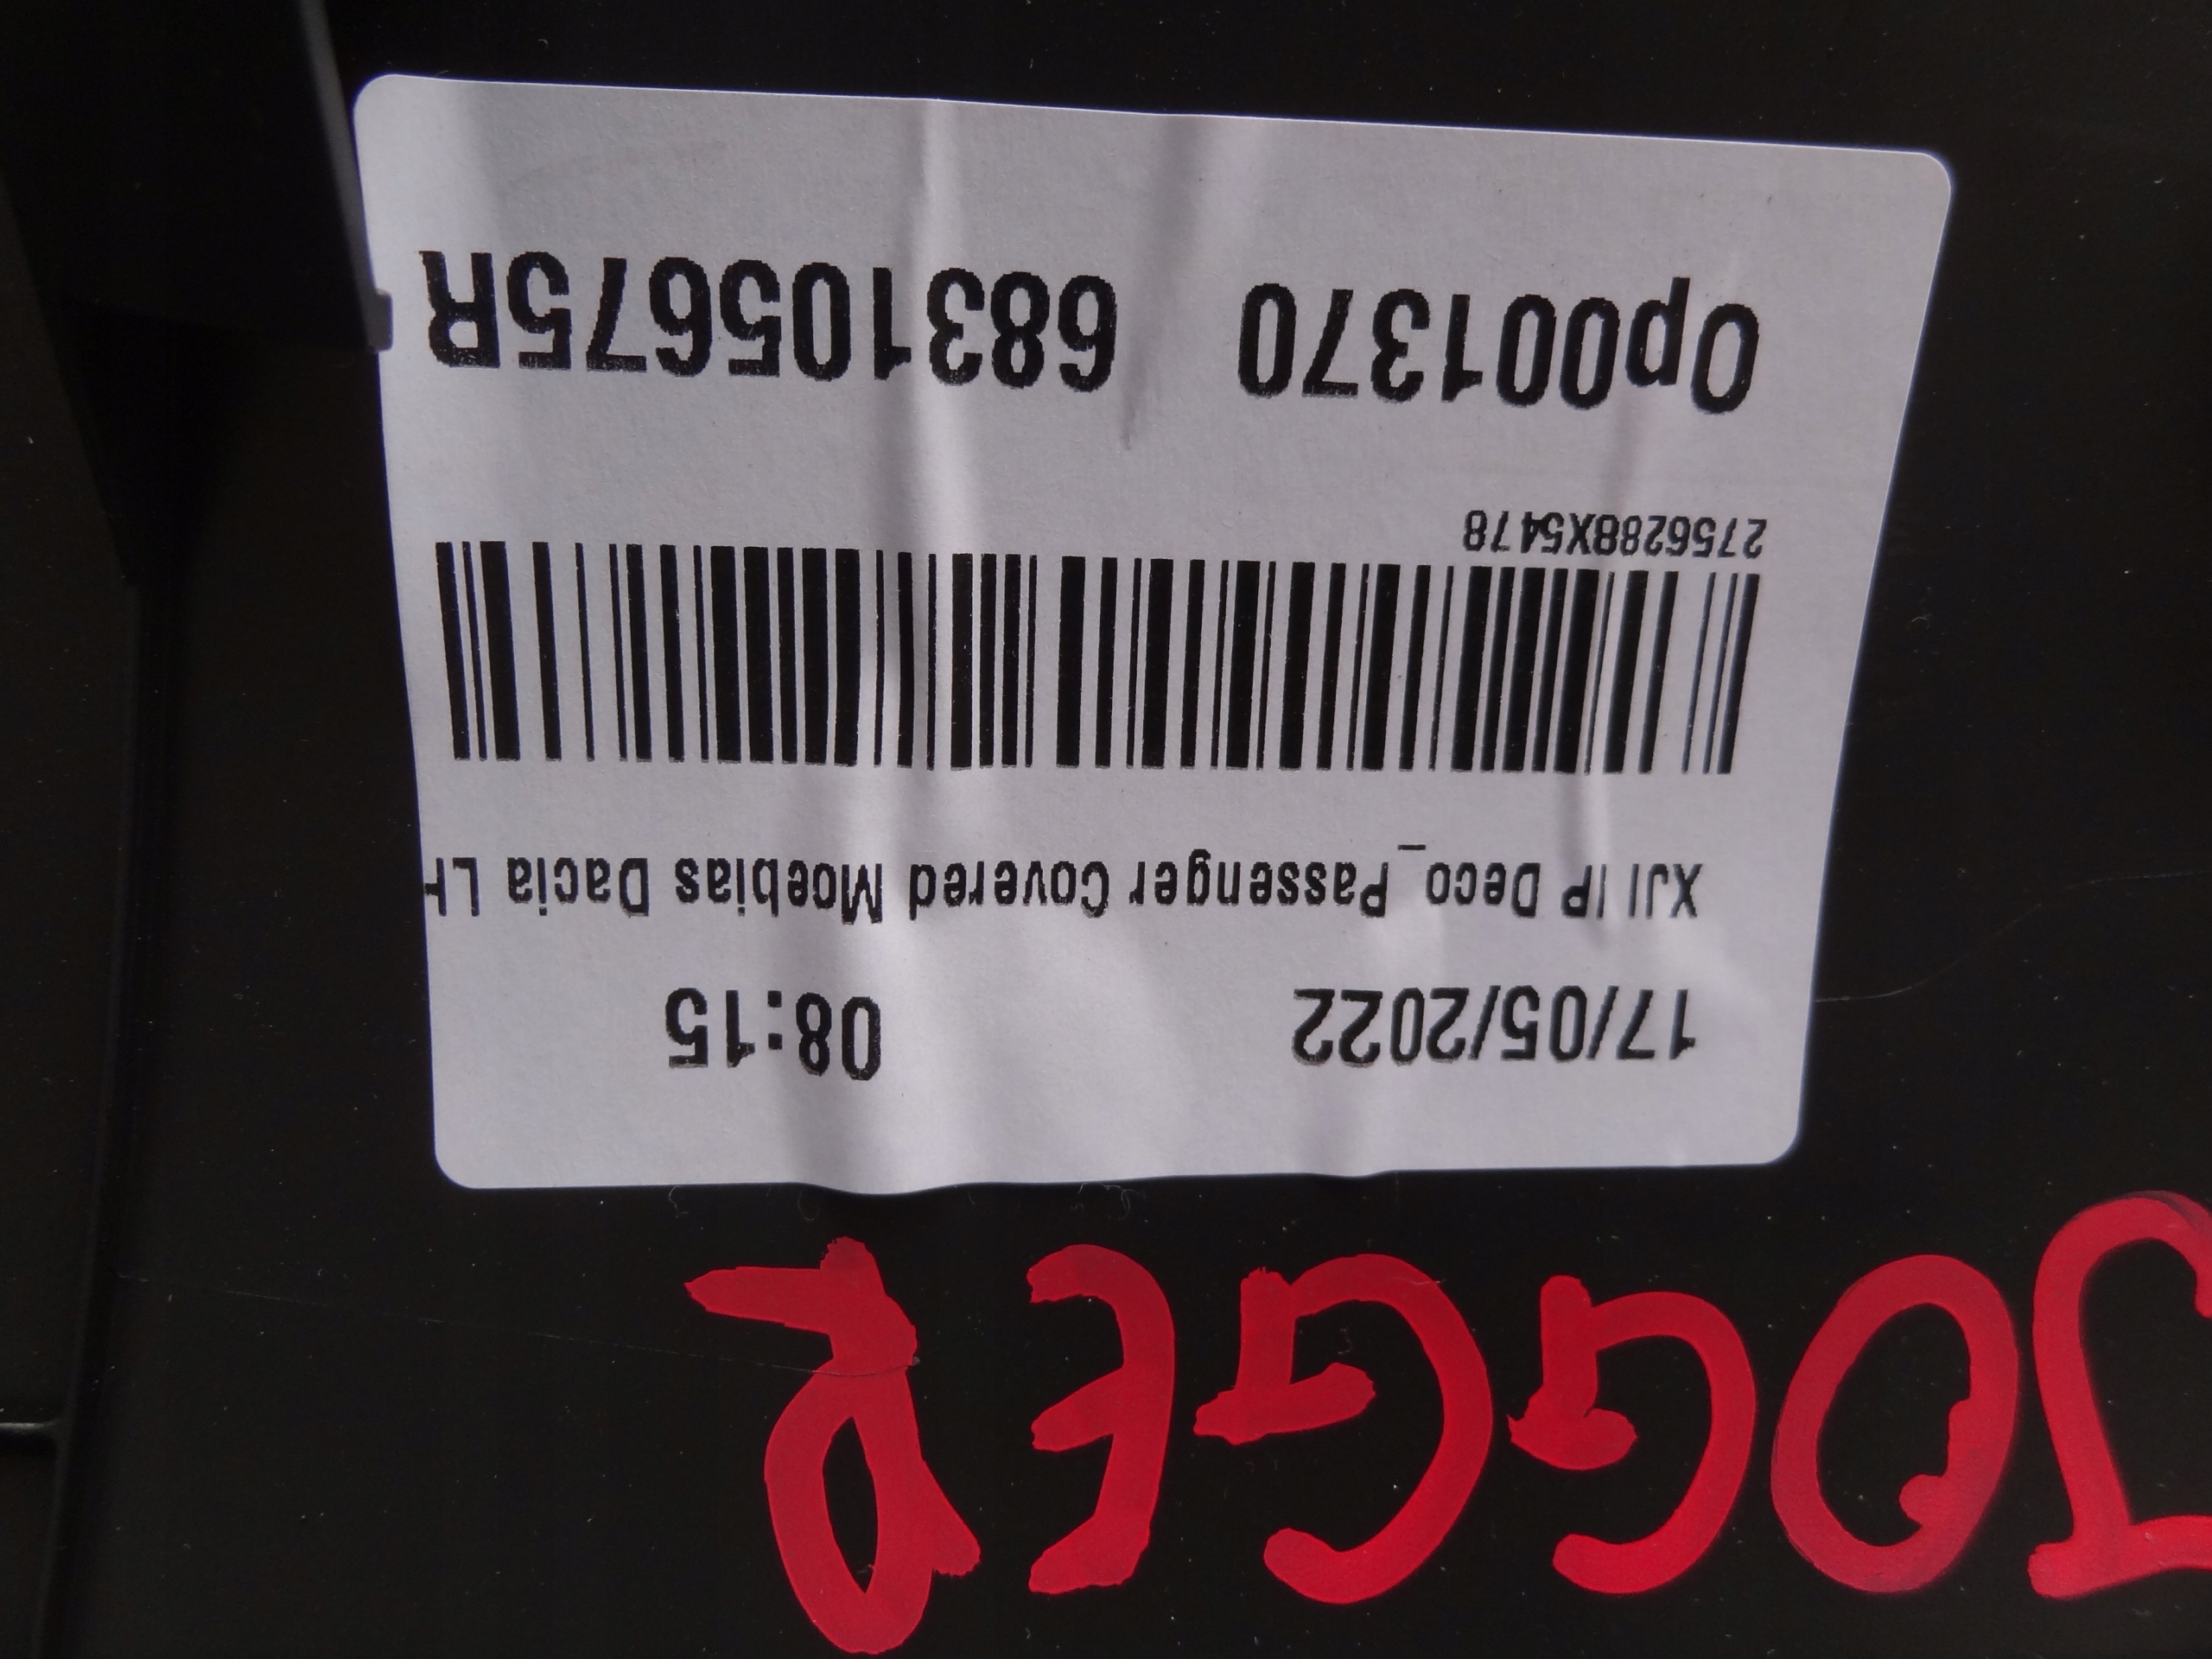 JOGGER
17/05/2022 08:15
XJI IP Deco_Passenger Covered Moebias Dacia LH
2756288X5478
Op001370 683105675R